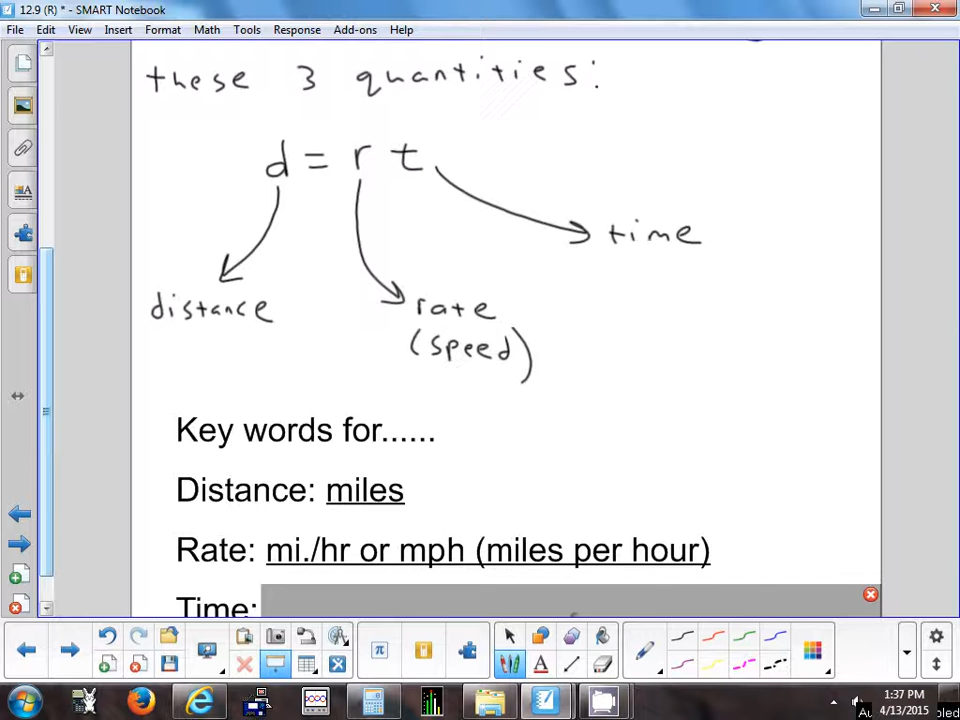 12.9 (R) * - SMART Notebook
File Edit View Insert Format Math Tools Response Add-ons Help
these 3 quantities:
d = r t
time
distance
rate
(speed)
Key words for......
Distance: miles
Rate: mi./hr or mph (miles per hour)
Time:
π
A
1:37 PM
4/13/2015